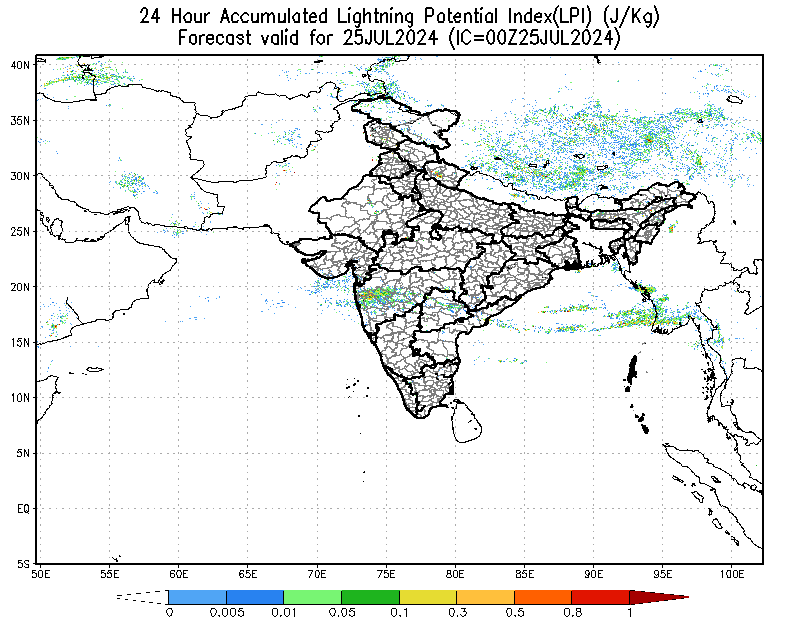 24 Hour Accumulated Lightning Potential Index(LPI) (J/Kg)
Forecast valid for 25JUL2024 (IC=00Z25JUL2024)
40N
35N
30N
25N
20N
15N
10N
5N
EQ
5S
50E 55E 60E 65E 70E 75E 80E 85E 90E 95E 100E
0 0.005 0.01 0.05 0.1 0.3 0.5 0.8 1